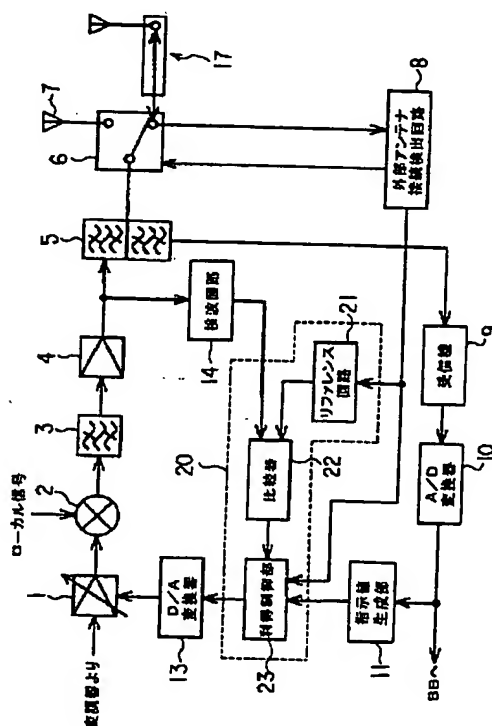 変調器より
ローカル信号
1
2
3
4
5
6
7
17
外部アンテナ
接続検出回路
8
検波回路
14
20
リファレンス
回路
21
比較器
22
利得制御部
23
D/A
変換器
13
指示値
生成部
11
A/D
変換器
10
受信機
9
BBへ